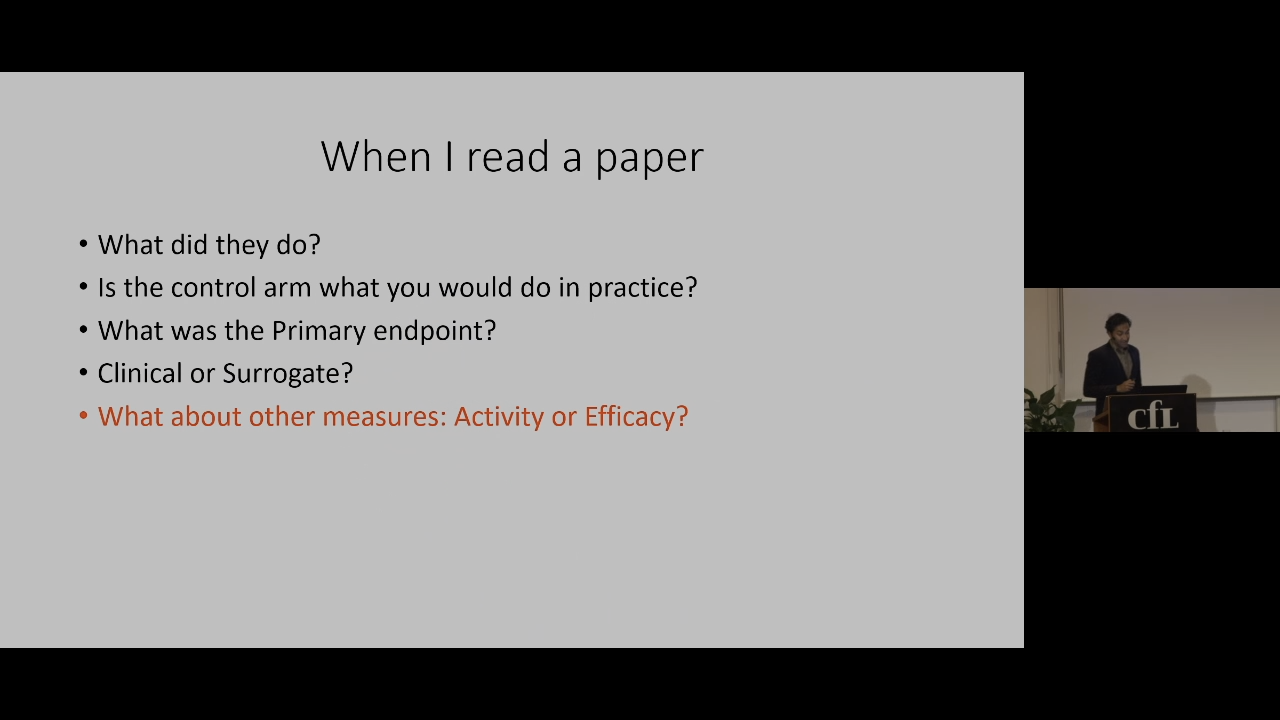 When I read a paper
• What did they do?
• Is the control arm what you would do in practice?
• What was the Primary endpoint?
• Clinical or Surrogate?
• What about other measures: Activity or Efficacy?
cfL